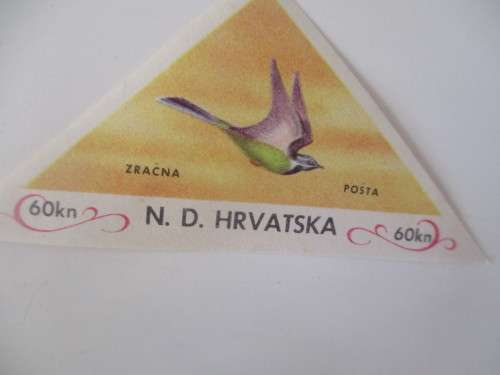 ZRAČNA
POSTA
60kn
N. D. HRVATSKA
60kn